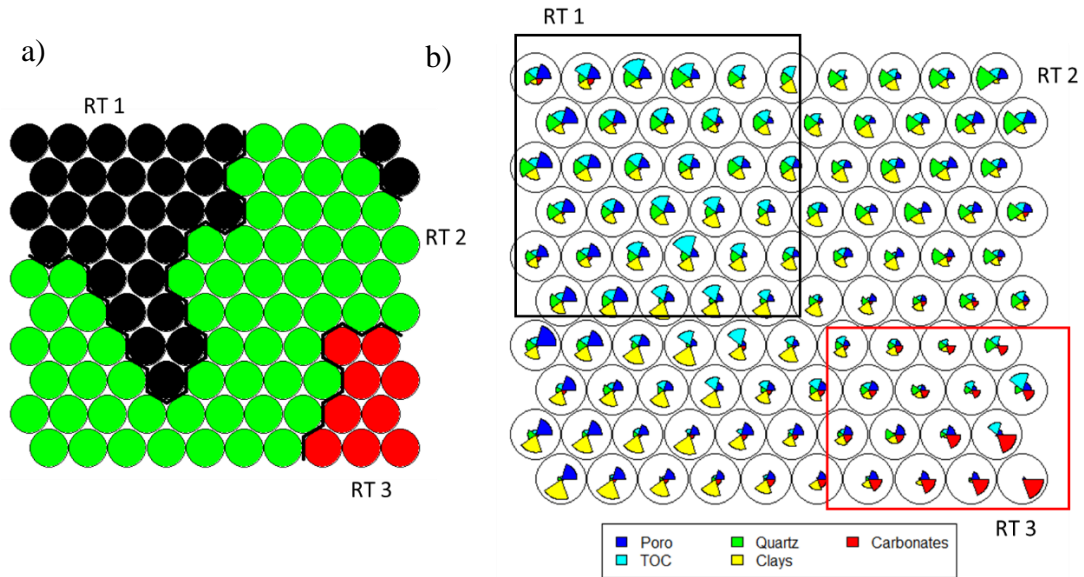 a)
RT 1
RT 2
RT 3
b)
RT 1
RT 2
RT 3
Poro
Quartz
Carbonates
TOC
Clays